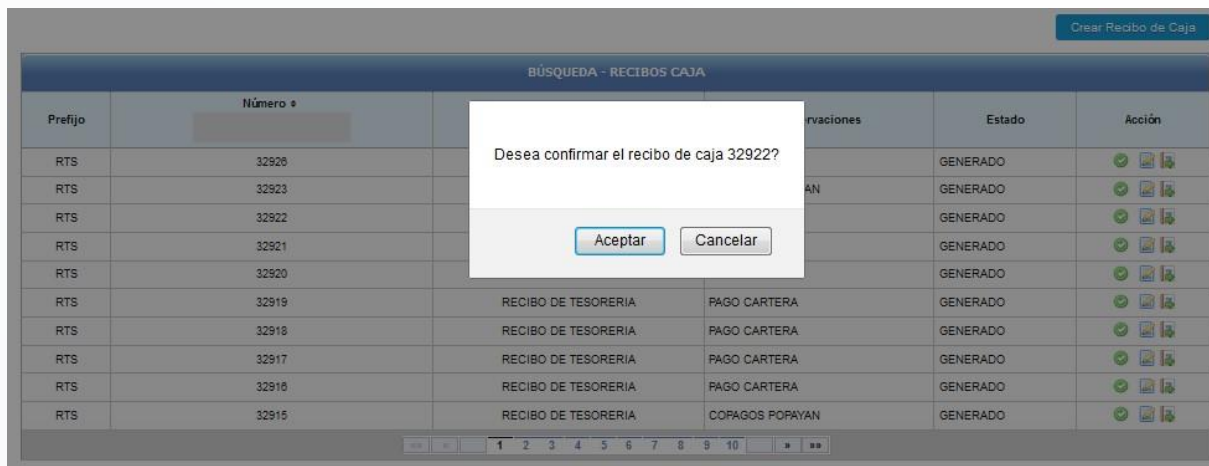 Crear Recibo de Caja
BÚSQUEDA - RECIBOS CAJA
Prefijo Número rvaciones Estado Acción
Desea confirmar el recibo de caja 32922?
Aceptar Cancelar
RTS 32926 GENERADO
RTS 32923 AN GENERADO
RTS 32922 GENERADO
RTS 32921 GENERADO
RTS 32920 GENERADO
RTS 32919 RECIBO DE TESORERIA PAGO CARTERA GENERADO
RTS 32918 RECIBO DE TESORERIA PAGO CARTERA GENERADO
RTS 32917 RECIBO DE TESORERIA PAGO CARTERA GENERADO
RTS 32916 RECIBO DE TESORERIA PAGO CARTERA GENERADO
RTS 32915 RECIBO DE TESORERIA COPAGOS POPAYAN GENERADO
1 2 3 4 5 6 7 8 9 10